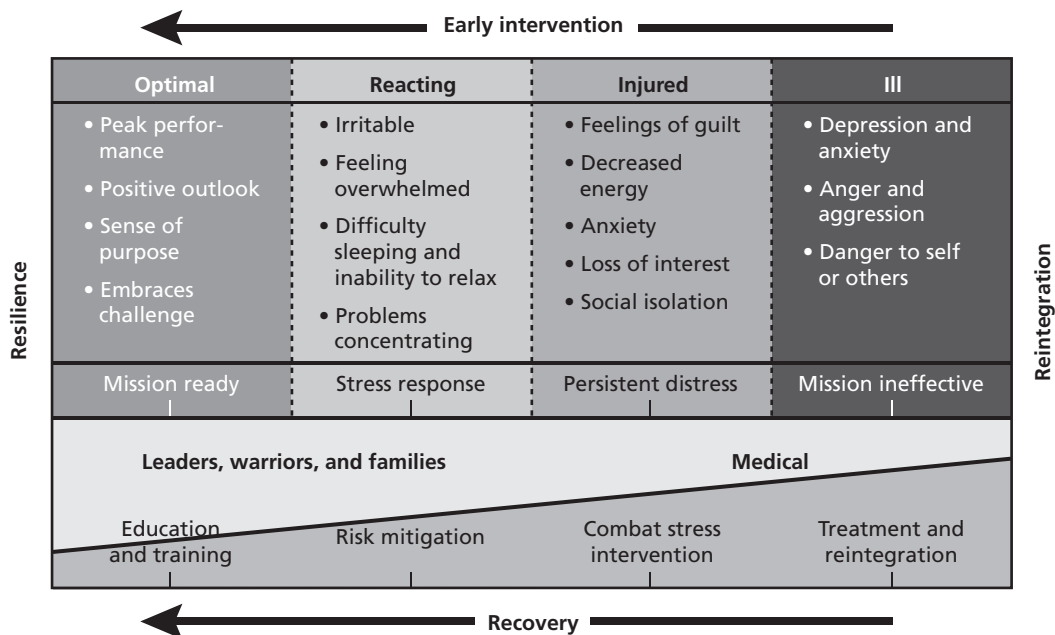 Early intervention
Optimal
Reacting
Injured
Ill
• Peak perfor-
mance
• Positive outlook
• Sense of
purpose
• Embraces
challenge
• Irritable
• Feeling
overwhelmed
• Difficulty
sleeping and
inability to relax
• Problems
concentrating
• Feelings of guilt
• Decreased
energy
• Anxiety
• Loss of interest
• Social isolation
• Depression and
anxiety
• Anger and
aggression
• Danger to self
or others
Resilience
Reintegration
Mission ready
Stress response
Persistent distress
Mission ineffective
Leaders, warriors, and families
Medical
Education
and training
Risk mitigation
Combat stress
intervention
Treatment and
reintegration
Recovery